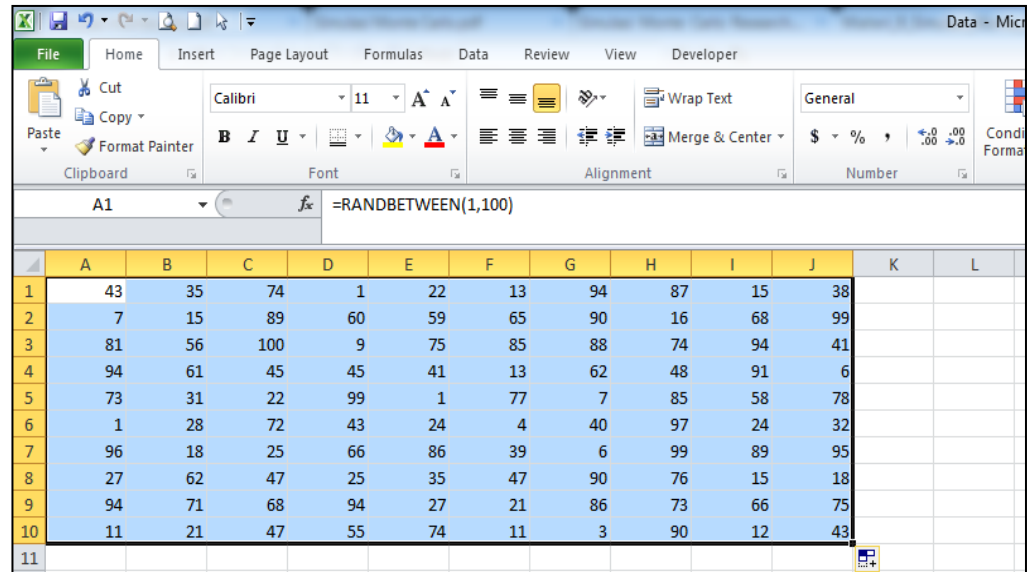 Data - Micr
File Home Insert Page Layout Formulas Data Review View Developer
Cut
Copy
Format Painter
Paste
Clipboard
Calibri 11 A A
B I U A
Font
Wrap Text
Merge & Center
Alignment
General
$ % , .0 .00 .00 .0
Number
Condi
Forma
A1 fx =RANDBETWEEN(1,100)
A B C D E F G H I J K L
1 43 35 74 1 22 13 94 87 15 38
2 7 15 89 60 59 65 90 16 68 99
3 81 56 100 9 75 85 88 74 94 41
4 94 61 45 45 41 13 62 48 91 6
5 73 31 22 99 1 77 7 85 58 78
6 1 28 72 43 24 4 40 97 24 32
7 96 18 25 66 86 39 6 99 89 95
8 27 62 47 25 35 47 90 76 15 18
9 94 71 68 94 27 21 86 73 66 75
10 11 21 47 55 74 11 3 90 12 43
11